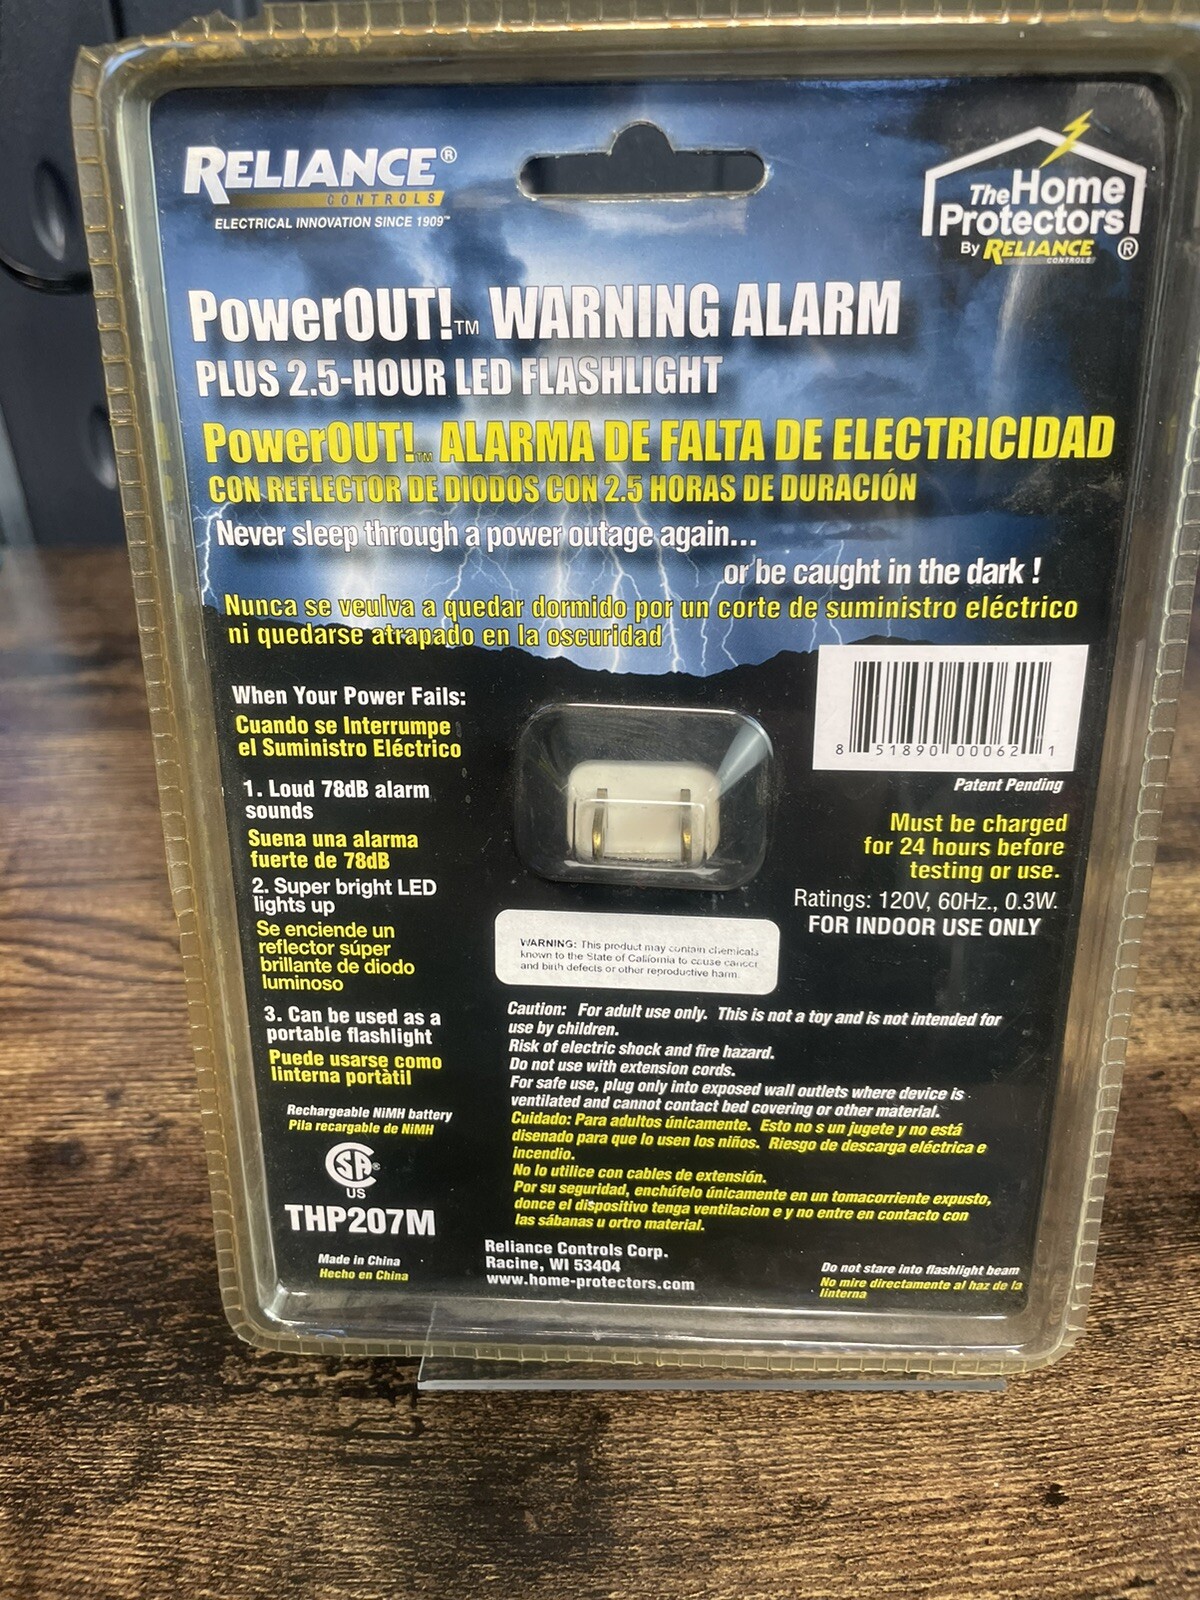 RELIANCE®
CONTROLS
ELECTRICAL INNOVATION SINCE 1909™
The Home
Protectors
By RELIANCE ®
CONTROLS
PowerOUT!™ WARNING ALARM
PLUS 2.5-HOUR LED FLASHLIGHT
PowerOUT!™ ALARMA DE FALTA DE ELECTRICIDAD
CON REFLECTOR DE DIODOS CON 2.5 HORAS DE DURACIÓN
Never sleep through a power outage again...
or be caught in the dark !
Nunca se veulva a quedar dormido por un corte de suministro eléctrico
ni quedarse atrapado en la oscuridad
When Your Power Fails:
Cuando se Interrumpe
el Suministro Eléctrico
1. Loud 78dB alarm
sounds
Suena una alarma
fuerte de 78dB
2. Super bright LED
lights up
Se enciende un
reflector súper
brillante de diodo
luminoso
3. Can be used as a
portable flashlight
Puede usarse como
linterna portàtil
Rechargeable NiMH battery
Pila recargable de NiMH
CSA®
US
THP207M
Made in China
Hecho en China
8 51890 00062 1
Patent Pending
Must be charged
for 24 hours before
testing or use.
Ratings: 120V, 60Hz., 0.3W.
FOR INDOOR USE ONLY
WARNING: This product may contain chemicals
known to the State of California to cause cancer
and birth defects or other reproductive harm.
Caution: For adult use only. This is not a toy and is not intended for
use by children.
Risk of electric shock and fire hazard.
Do not use with extension cords.
For safe use, plug only into exposed wall outlets where device is
ventilated and cannot contact bed covering or other material.
Cuidado: Para adultos únicamente. Esto no s un jugete y no está
disenado para que lo usen los niños. Riesgo de descarga eléctrica e
incendio.
No lo utilice con cables de extensión.
Por su seguridad, enchúfelo únicamente en un tomacorriente expusto,
donce el dispositivo tenga ventilacion e y no entre en contacto con
las sábanas u ortro material.
Reliance Controls Corp.
Racine, WI 53404
www.home-protectors.com
Do not stare into flashlight beam
No mire directamente al haz de la
linterna